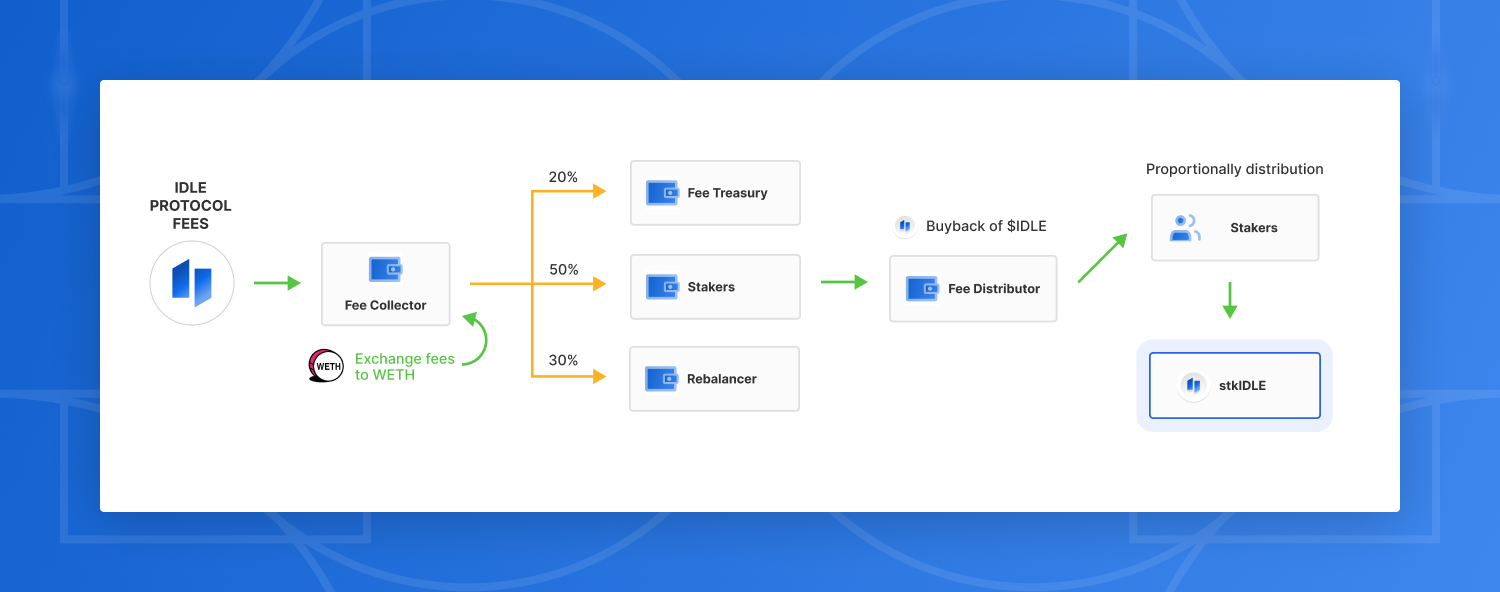 IDLE
PROTOCOL
FEES
Fee Collector
WETH
Exchange fees
to WETH
20%
50%
30%
Fee Treasury
Stakers
Rebalancer
Buyback of $IDLE
Fee Distributor
Proportionally distribution
Stakers
stkIDLE